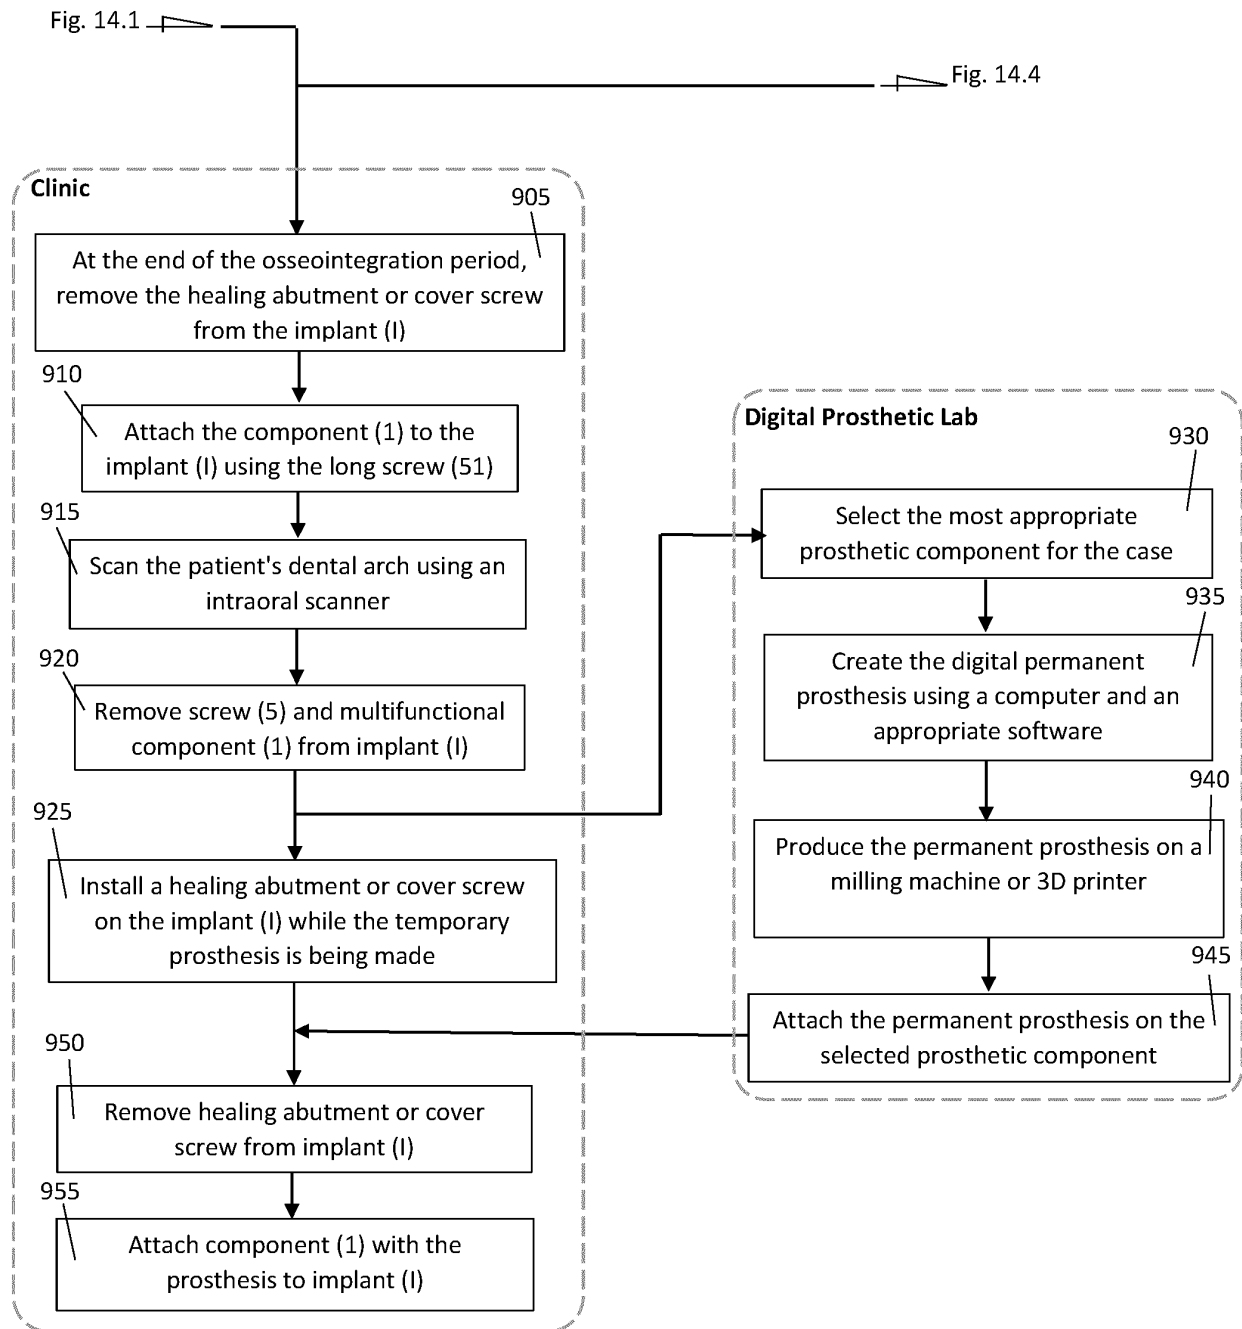 Fig. 14.1
Fig. 14.4
Clinic
905
At the end of the osseointegration period,
remove the healing abutment or cover screw
from the implant (I)
910
Attach the component (1) to the
implant (I) using the long screw (51)
915
Scan the patient's dental arch using an
intraoral scanner
920
Remove screw (5) and multifunctional
component (1) from implant (I)
925
Install a healing abutment or cover screw
on the implant (I) while the temporary
prosthesis is being made
Digital Prosthetic Lab
930
Select the most appropriate
prosthetic component for the case
935
Create the digital permanent
prosthesis using a computer and an
appropriate software
940
Produce the permanent prosthesis on a
milling machine or 3D printer
945
Attach the permanent prosthesis on the
selected prosthetic component
950
Remove healing abutment or cover
screw from implant (I)
955
Attach component (1) with the
prosthesis to implant (I)